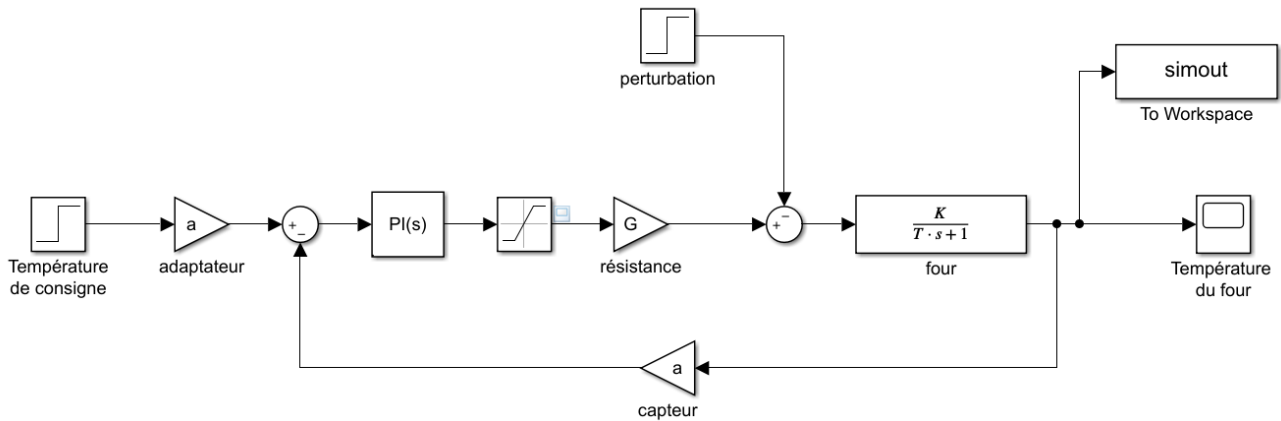 perturbation
simout
To Workspace
Température
de consigne
a
adaptateur
+
−
PI(s)
G
résistance
−
+
K
T · s + 1
four
Température
du four
a
capteur